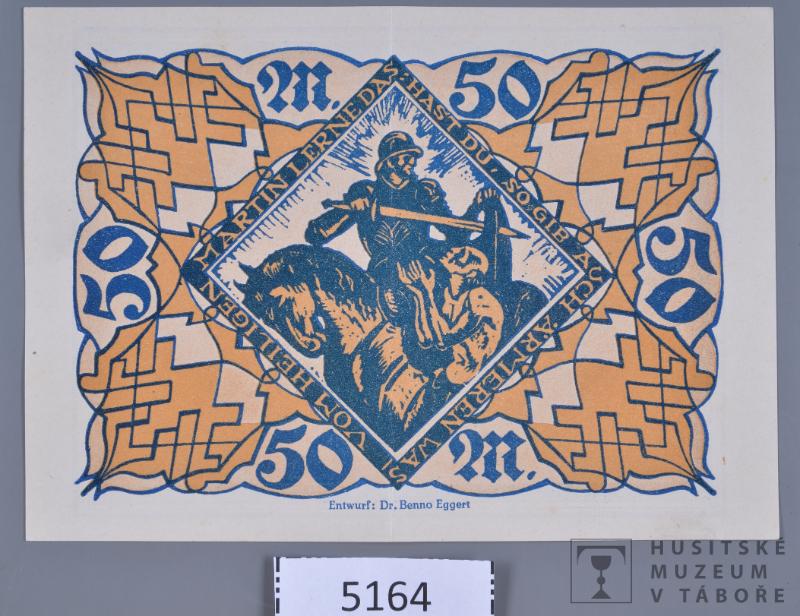 M. 50
VOM HEILIGEN MARTIN LERNE DAS: HAST DU, SO GIB RASCH ÄRMEREN WAS!
50
50
50 M.
Entwurf: Dr. Benno Eggert
5164
HUSITSKÉ
MUZEUM
V TÁBOŘE